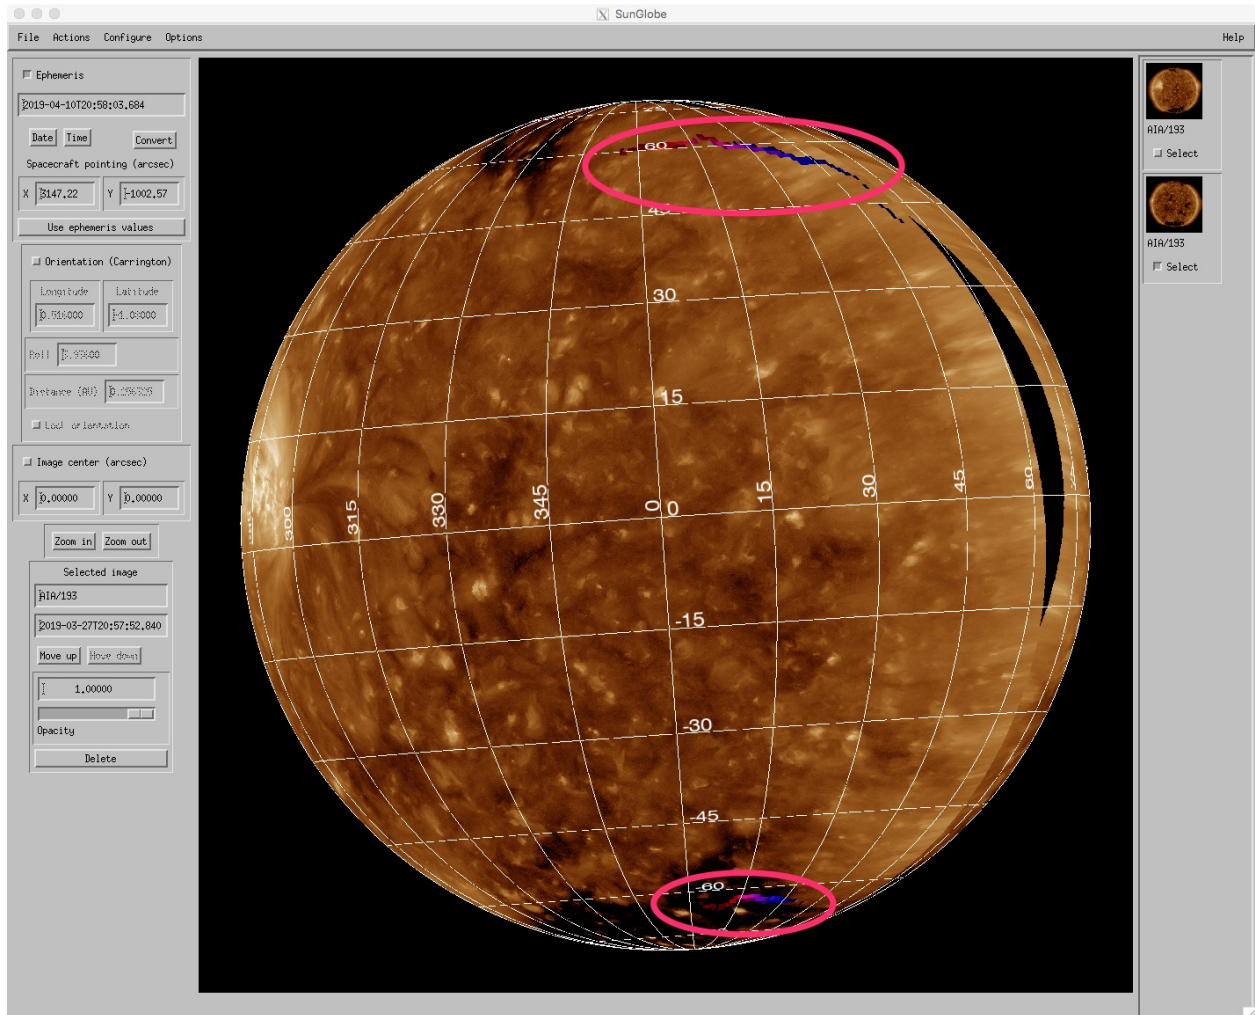 SunGlobe
File Actions Configure Options Help
Ephemeris
2019-04-10T20:58:03.684
Date Time Convert
Spacecraft pointing (arcsec)
X 3147.22 Y -1002.57
Use ephemeris values
Orientation (Carrington)
Longitude Latitude
Roll
Distance (AU)
Lock orientation
Image center (arcsec)
X 0.00000 Y 0.00000
Zoom in Zoom out
Selected image
AIA/193
2019-03-27T20:57:52.840
Move up Move down
1.00000
Opacity
Delete
60
45
30
15
300 315 330 345 0 0 15 30 45 60
-15
-30
-45
-60
AIA/193
Select
AIA/193
Select